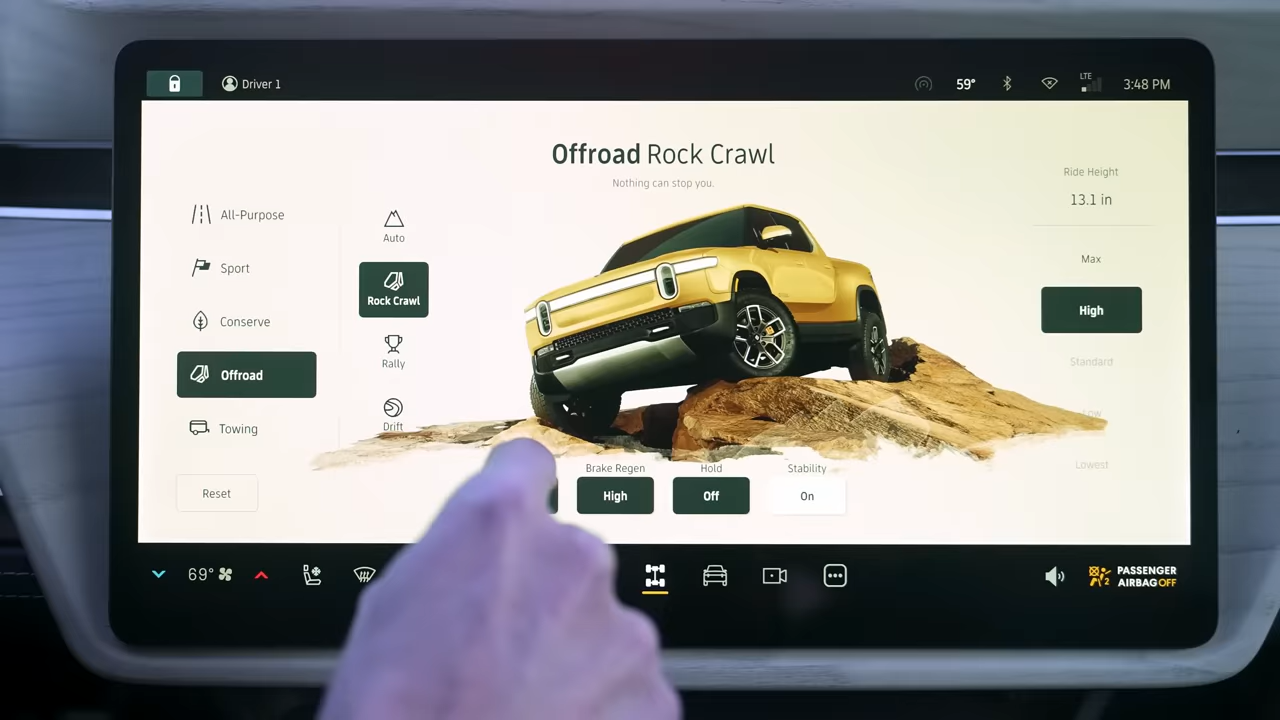 Driver 1
59°
LTE
3:48 PM
Offroad Rock Crawl
Nothing can stop you.
All-Purpose
Sport
Conserve
Offroad
Towing
Reset
Auto
Rock Crawl
Rally
Drift
Ride Height
13.1 in
Max
High
Standard
Low
Lowest
Brake Regen
High
Hold
Off
Stability
On
69°
2
PASSENGER
AIRBAG OFF